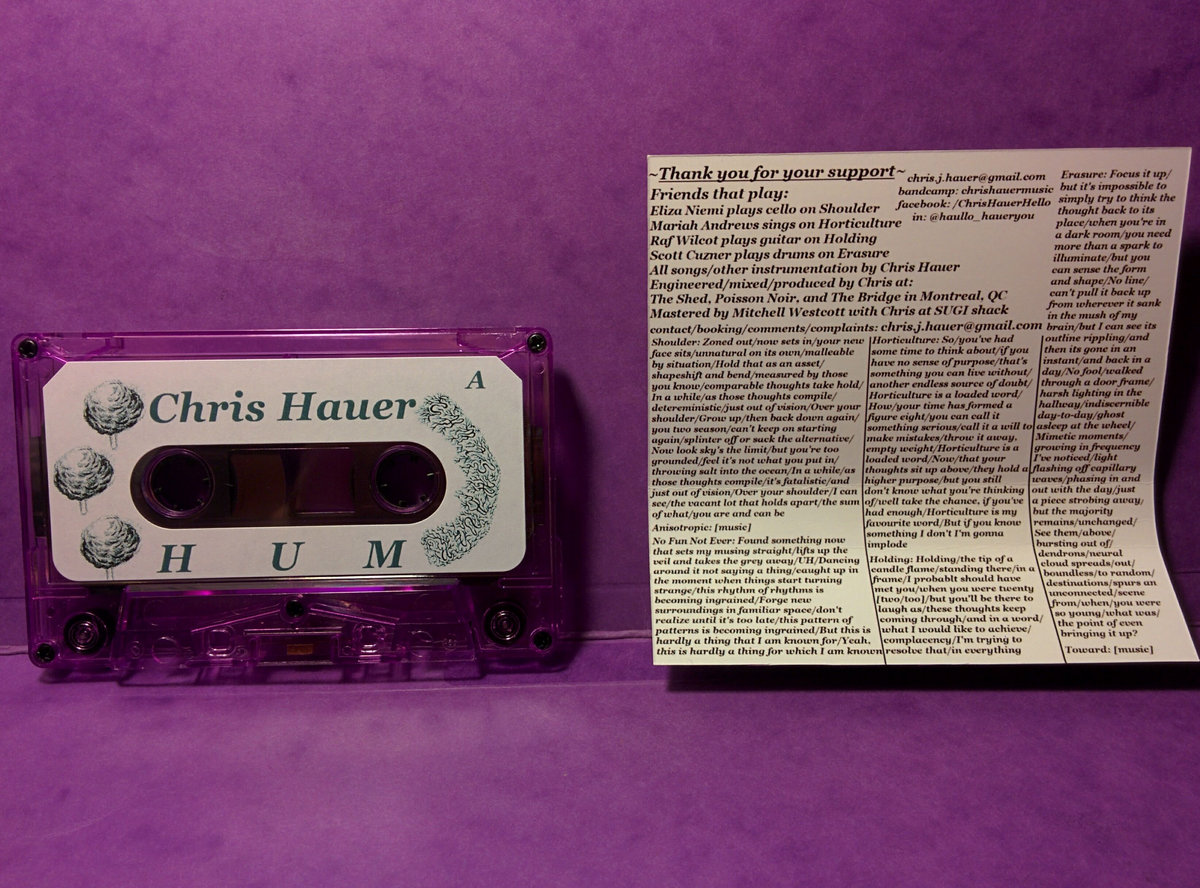 Chris Hauer
A
H U M
~Thank you for your support~
Friends that play:
Eliza Niemi plays cello on Shoulder
Mariah Andrews sings on Horticulture
Raf Wilcot plays guitar on Holding
Scott Cuzner plays drums on Erasure
All songs/other instrumentation by Chris Hauer
Engineered/mixed/produced by Chris at:
The Shed, Poisson Noir, and The Bridge in Montreal, QC
Mastered by Mitchell Westcott with Chris at SUGI shack
contact/booking/comments/complaints: chris.j.hauer@gmail.com
chris.j.hauer@gmail.com
bandcamp: chrishauermusic
facebook: /ChrisHauerHello
in: @haullo_haueryou
Shoulder: Zoned out/now sets in/your new
face sits/unnatural on its own/malleable
by situation/Hold that as an asset/
shapeshift and bend/measured by those
you know/comparable thoughts take hold/
In a while/as those thoughts compile/
detereministic/just out of vision/Over your
shoulder/Grow up/then back down again/
you two season/can't keep on starting
again/splinter off or sack the alternative/
Now look sky's the limit/but you're too
grounded/feel it's not what you put in/
throwing salt into the ocean/In a while/as
those thoughts compile/it's fatalistic/and
just out of vision/Over your shoulder/I can
see/the vacant lot that holds apart/the sum
of what/you are and can be
Anisotropic: [music]
No Fun Not Ever: Found something now
that sets my musing straight/lifts up the
veil and takes the grey away/UH/Dancing
around it not saying a thing/caught up in
the moment when things start turning
strange/this rhythm of rhythms is
becoming ingrained/Forge new
surroundings in familiar space/don't
realize until it's too late/this pattern of
patterns is becoming ingrained/But this is
hardly a thing that I am known for/Yeah,
this is hardly a thing for which I am known
Horticulture: So/you've had
some time to think about/if you
have no sense of purpose/that's
something you can live without/
another endless source of doubt/
Horticulture is a loaded word/
How/your time has formed a
figure eight/you can call it
something serious/call it a will to
make mistakes/throw it away,
empty weight/Horticulture is a
loaded word/Now/that your
thoughts sit up above/they hold a
higher purpose/but you still
don't know what you're thinking
of/well take the chance, if you've
had enough/Horticulture is my
favourite word/But if you know
something I don't I'm gonna
implode
Holding: Holding/the tip of a
candle flame/standing there/in a
frame/I probablt should have
met you/when you were twenty
[two/too]/but you'll be there to
laugh as/these thoughts keep
coming through/and in a word/
what I would like to achieve/
complacency/I'm trying to
resolve that/in everything
Erasure: Focus it up/
but it's impossible to
simply try to think the
thought back to its
place/when you're in
a dark room/you need
more than a spark to
illuminate/but you
can sense the form
and shape/No line/
can't pull it back up
from wherever it sank
in the mush of my
brain/but I can see its
outline rippling/and
then its gone in an
instant/and back in a
day/No fool/walked
through a door frame/
harsh lighting in the
hallway/indiscernible
day-to-day/ghost
asleep at the wheel/
Mimetic moments/
growing in frequency
I've noticed/light
flashing off capillary
waves/phasing in and
out with the day/just
a piece strobing away/
but the majority
remains/unchanged/
See them/above/
bursting out of/
dendrons/neural
cloud spreads/out/
boundless/to random/
destinations/spurs an
unconnected/scene
from/when/you were
so young/what was/
the point of even
bringing it up?
Toward: [music]